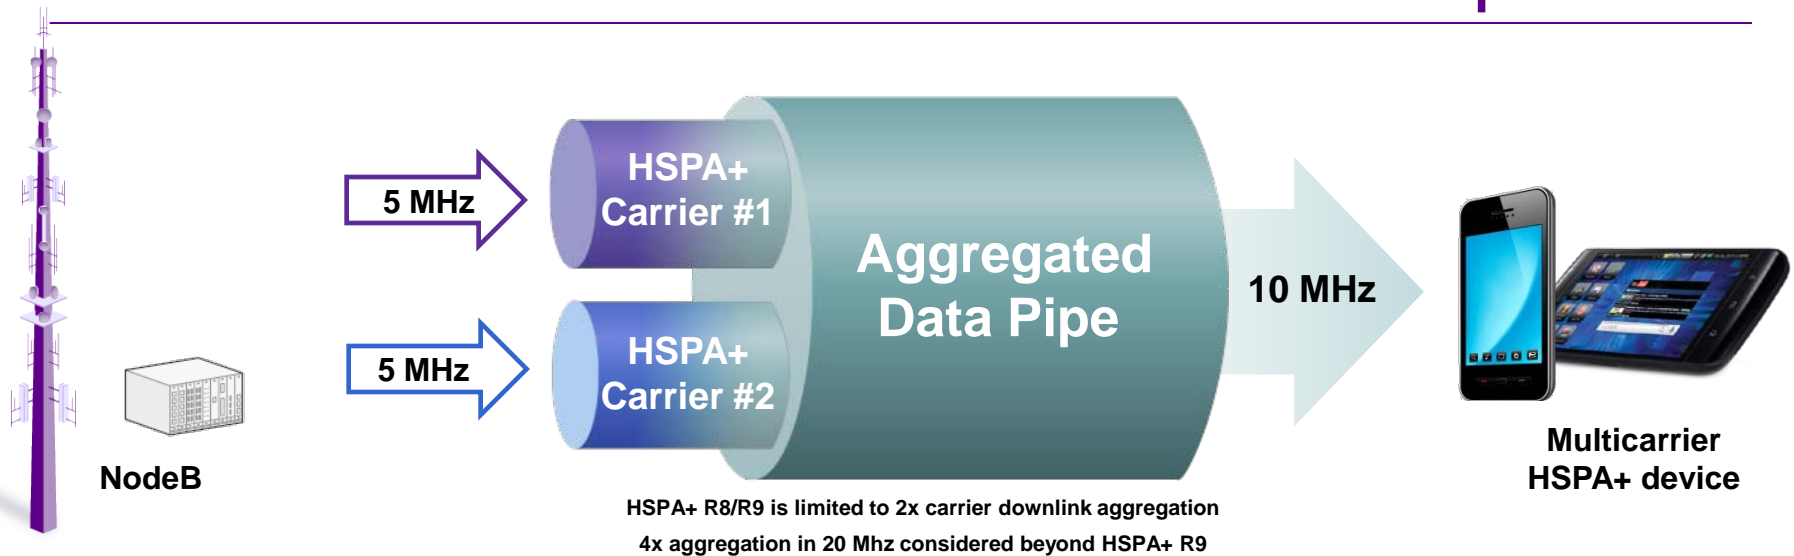 5 MHz
HSPA+
Carrier #1
5 MHz
HSPA+
Carrier #2
Aggregated
Data Pipe
10 MHz
NodeB
Multicarrier
HSPA+ device
HSPA+ R8/R9 is limited to 2x carrier downlink aggregation
4x aggregation in 20 Mhz considered beyond HSPA+ R9